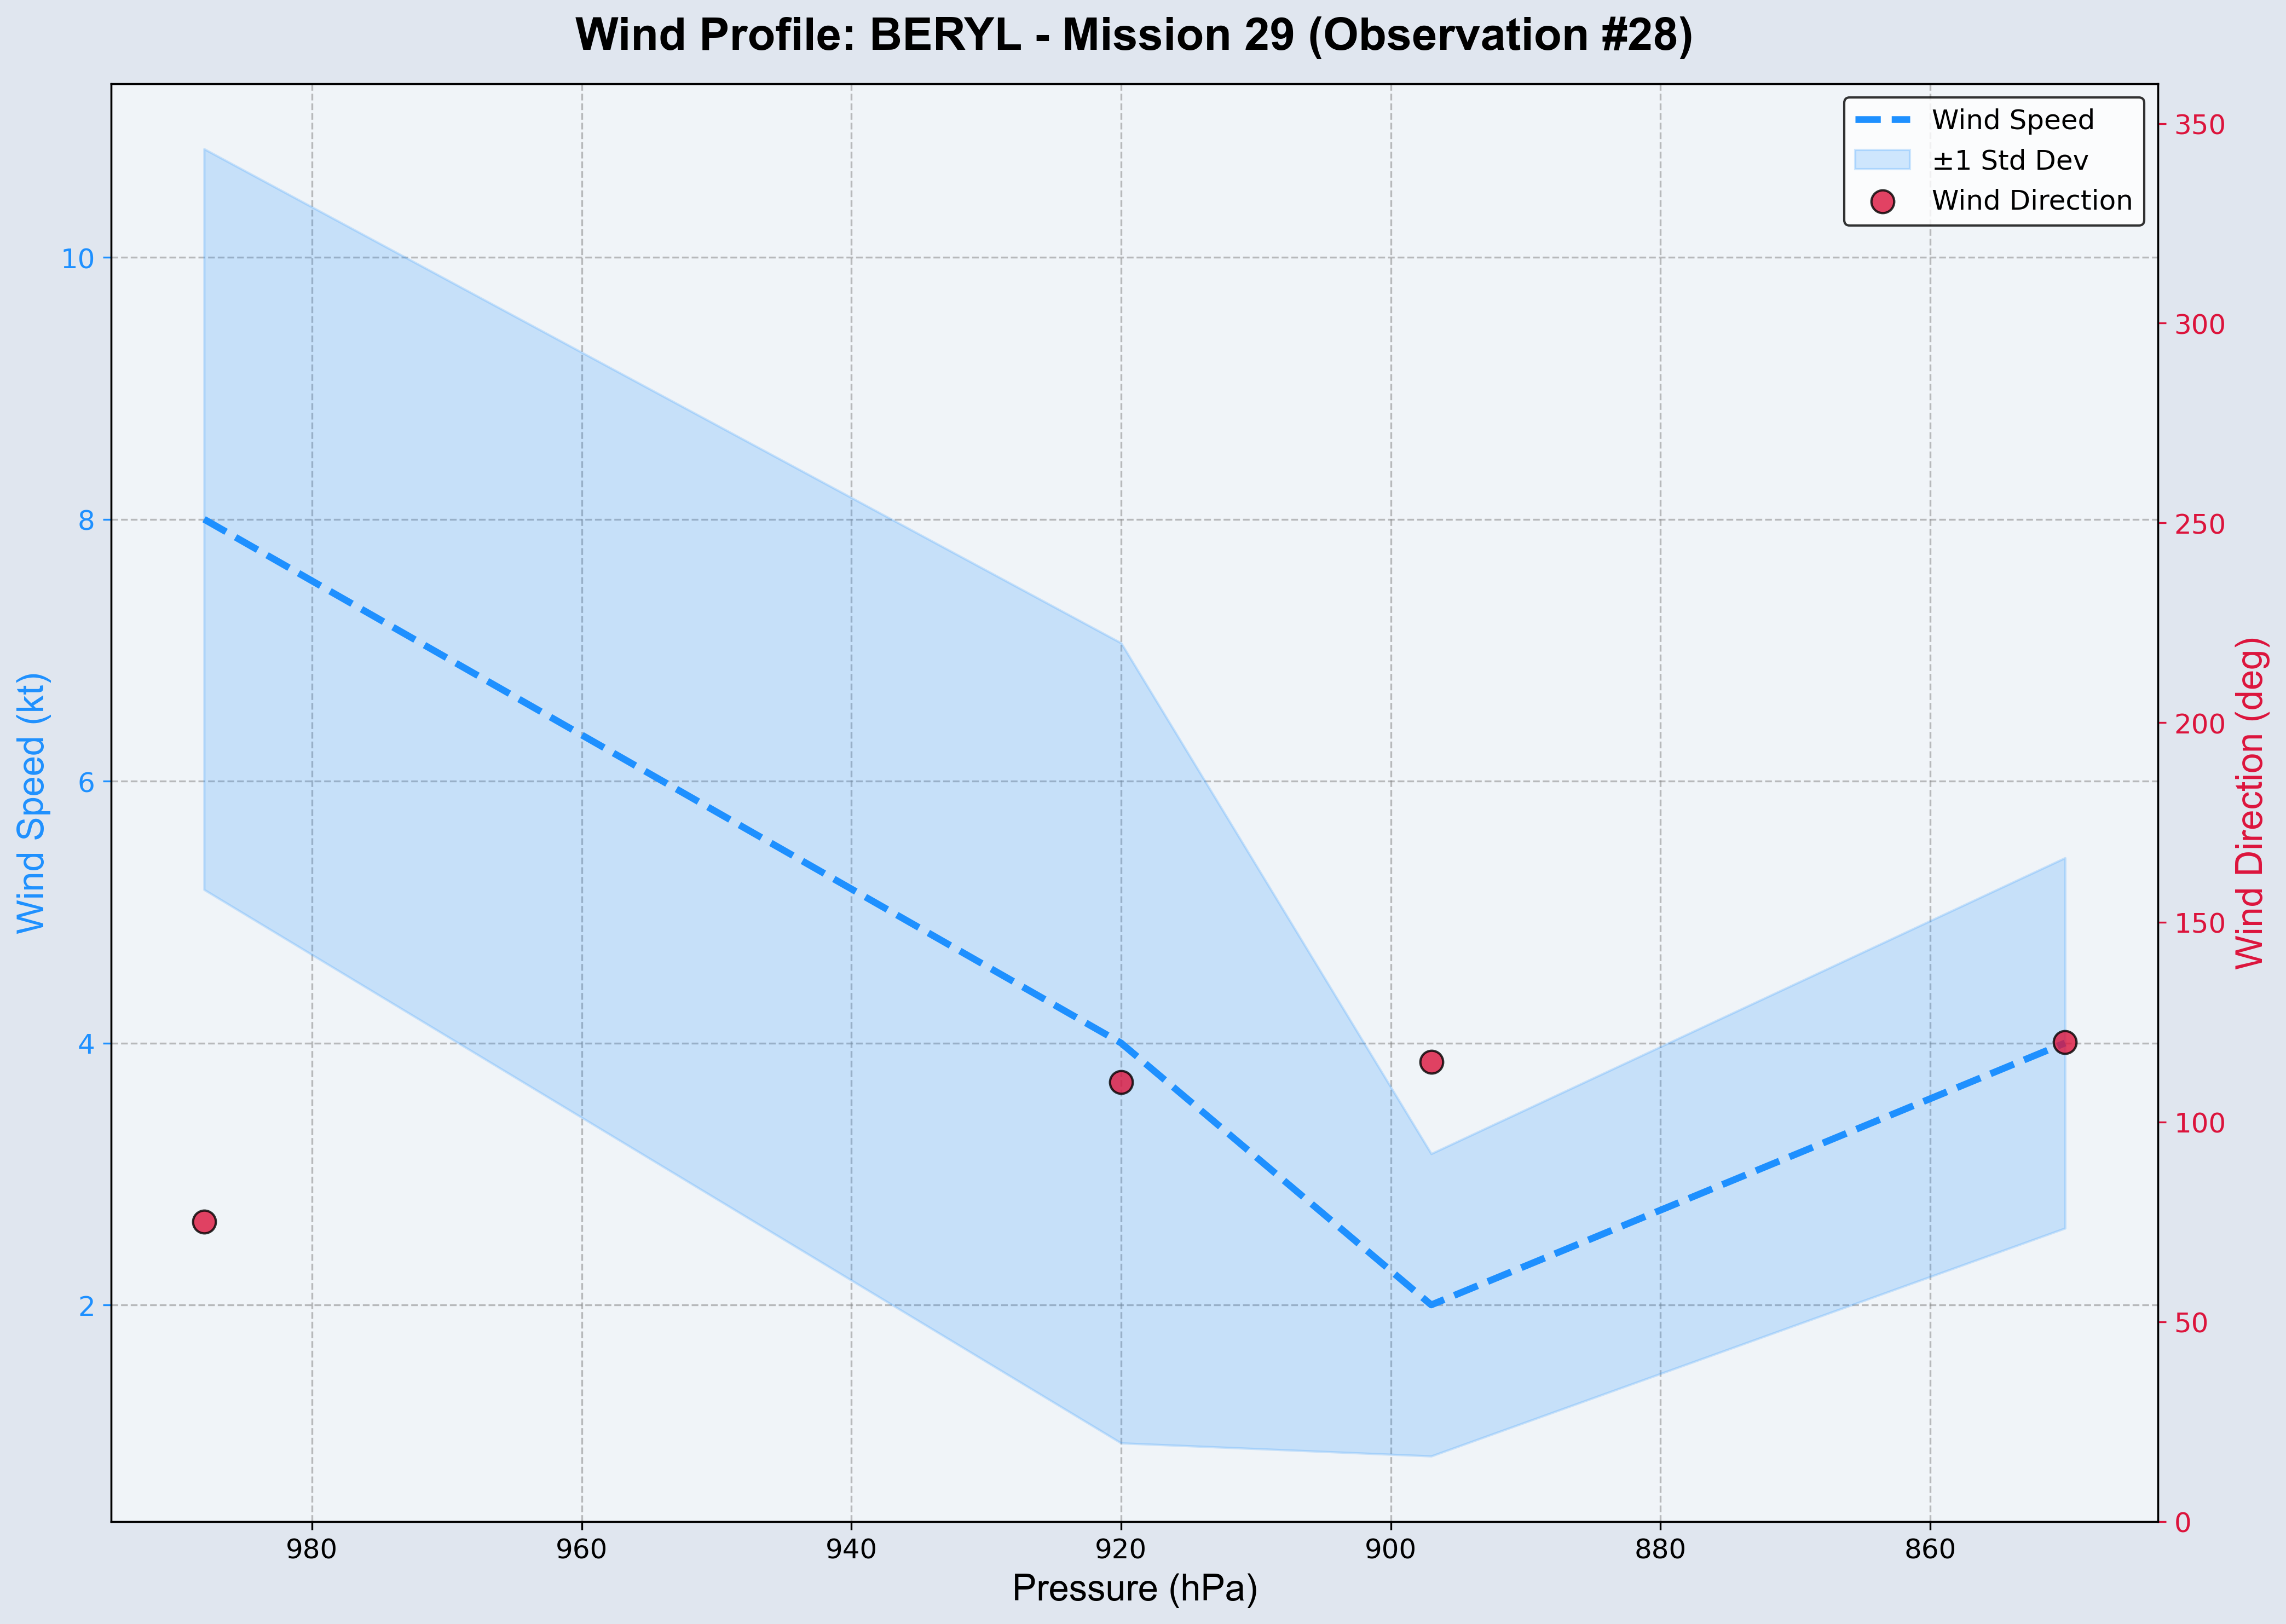 Wind Profile: BERYL - Mission 29 (Observation #28)
Wind Speed
±1 Std Dev
Wind Direction
10
8
6
4
2
Wind Speed (kt)
350
300
250
200
150
100
50
0
Wind Direction (deg)
980 960 940 920 900 880 860
Pressure (hPa)